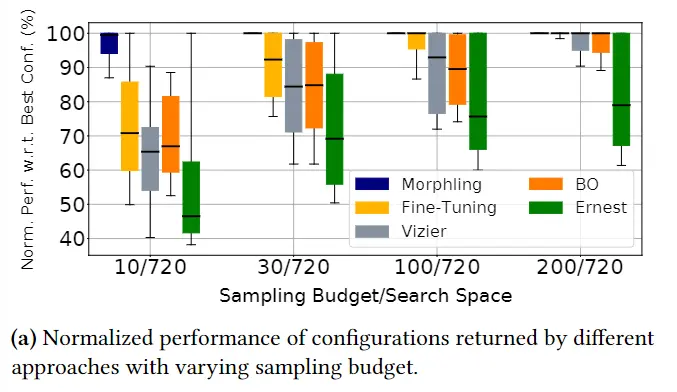 Norm. Perf. w.r.t. Best Conf. (%)
100
90
80
70
60
50
40
Morphling
Fine-Tuning
Vizier
BO
Ernest
10/720
30/720
100/720
200/720
Sampling Budget/Search Space
(a) Normalized performance of configurations returned by different
approaches with varying sampling budget.